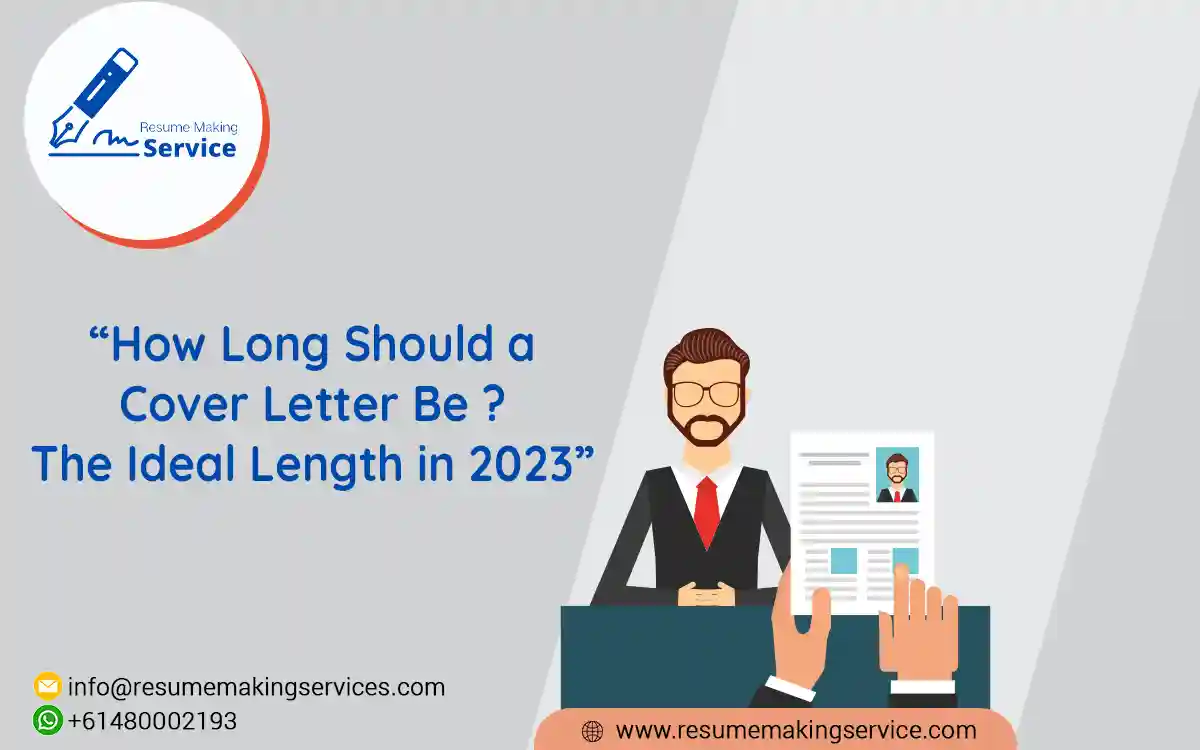 Resume Making
Service
“How Long Should a
Cover Letter Be ?
The Ideal Length in 2023”
info@resumemakingservices.com
+61480002193
www.resumemakingservice.com